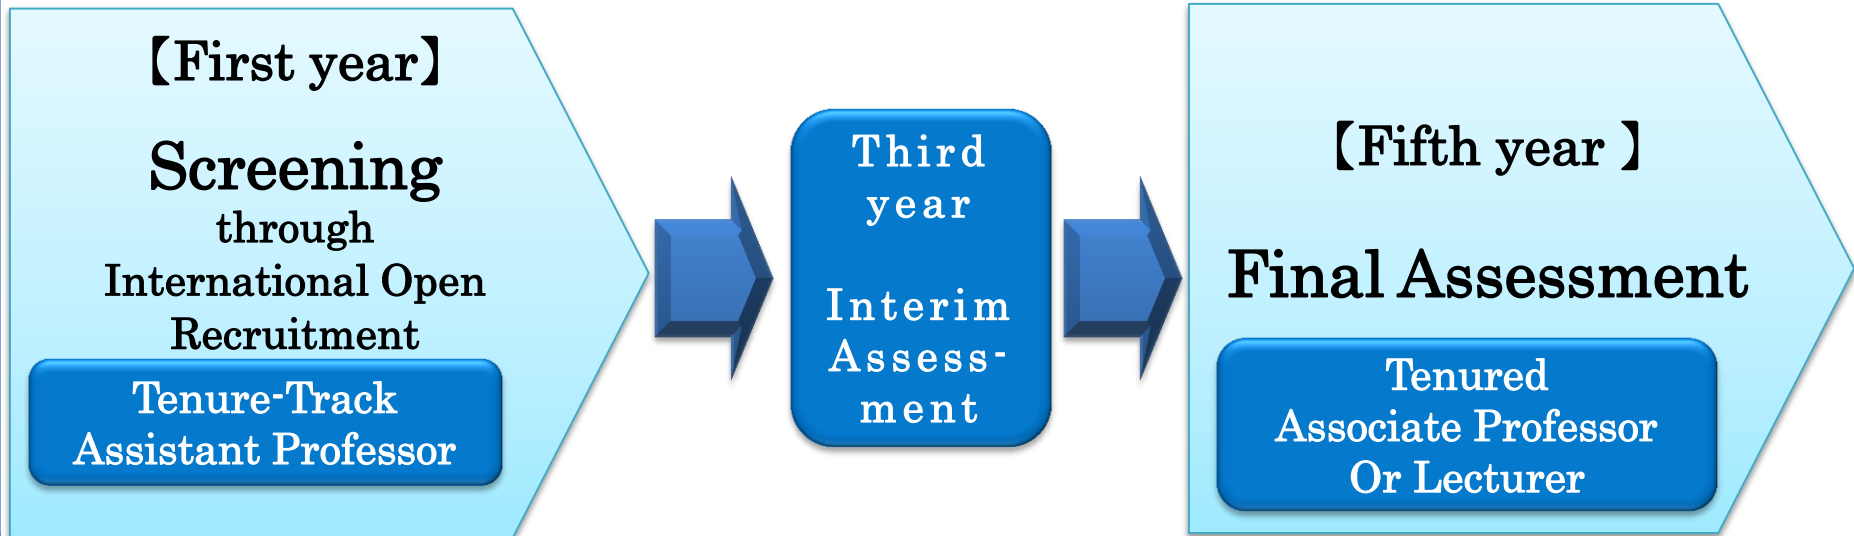 【First year】
Screening
through
International Open
Recruitment
Tenure-Track
Assistant Professor
Third
year
Interim
Assess-
ment
【Fifth year 】
Final Assessment
Tenured
Associate Professor
Or Lecturer